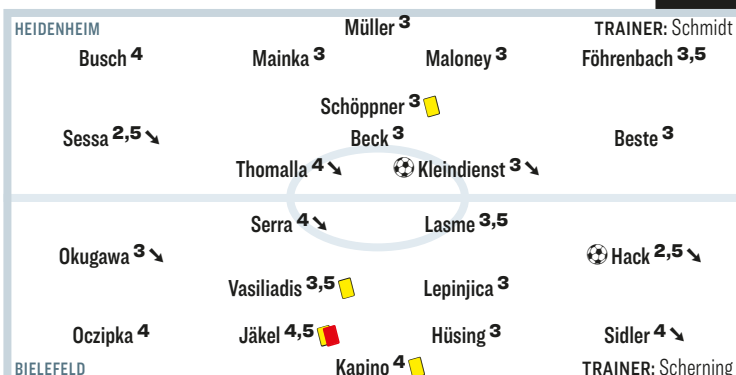 HEIDENHEIM Müller 3 TRAINER: Schmidt
Busch 4 Mainka 3 Maloney 3 Föhrenbach 3,5
Schöppner 3
Sessa 2,5 Beck 3 Beste 3
Thomalla 4 Kleindienst 3
Serra 4 Lasme 3,5
Okugawa 3 Hack 2,5
Vasiliadis 3,5 Lepinjica 3
Oczipka 4 Jäkel 4,5 Hüsing 3 Sidler 4
BIELEFELD Kapino 4 TRAINER: Scherning